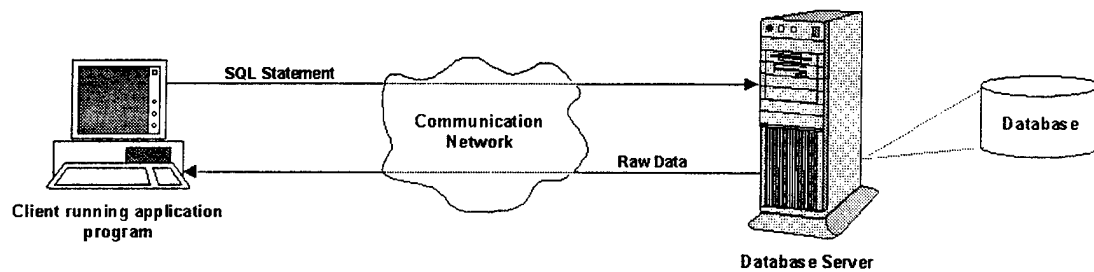 SQL Statement
Communication
Network
Database
Raw Data
Client running application
program
Database Server